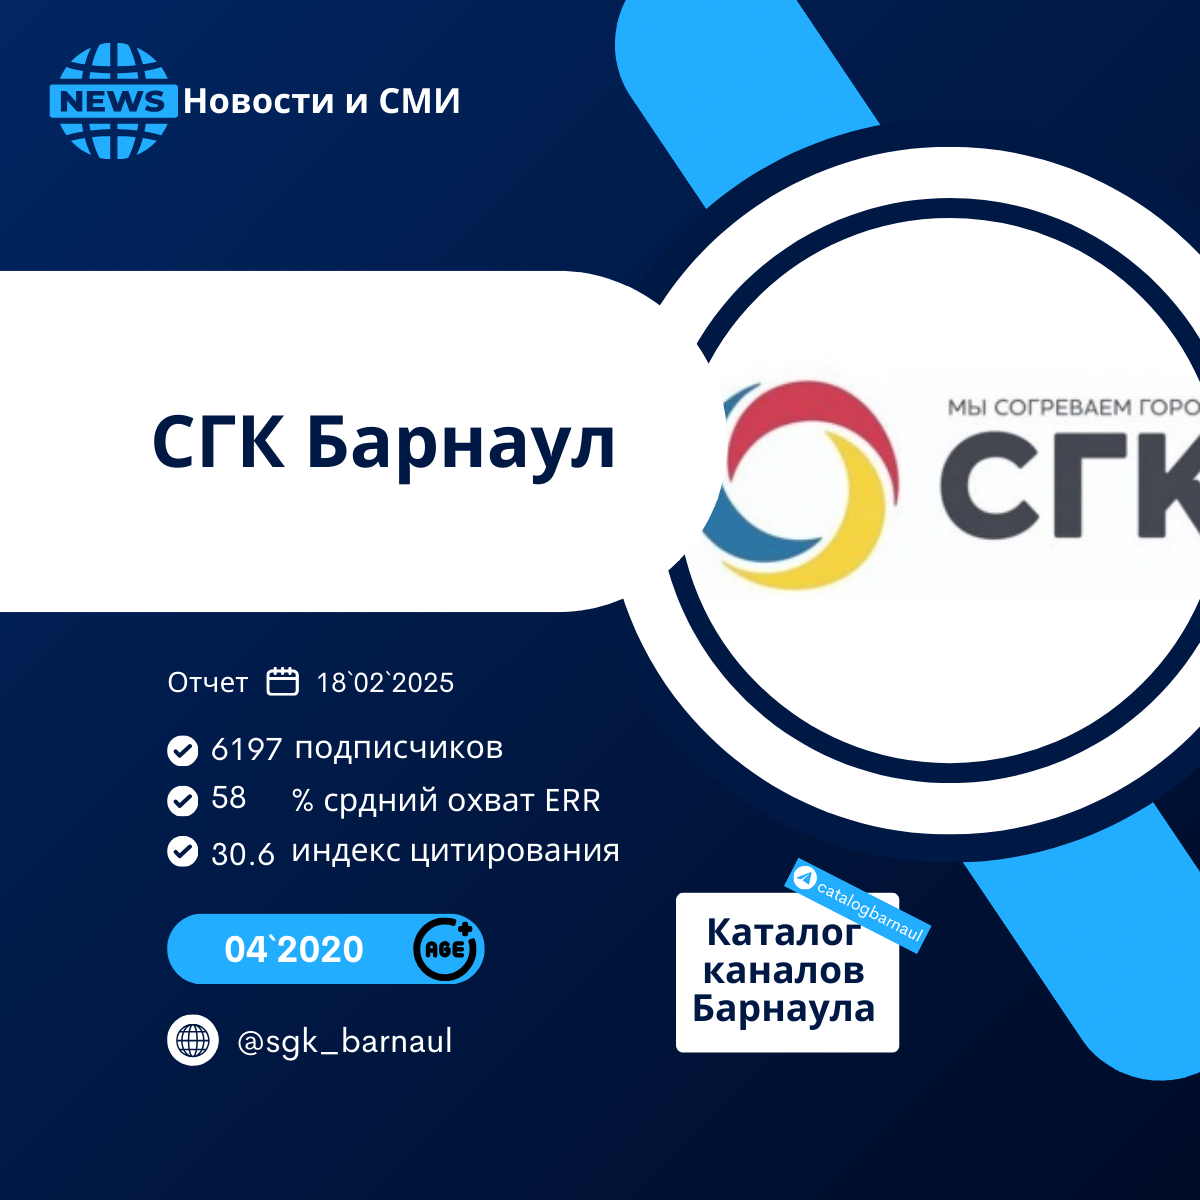 NEWS Новости и СМИ
МЫ СОГРЕВАЕМ ГОРО
СГК
СГК Барнаул
Отчет 18`02`2025
6197 подписчиков
58 % срдний охват ERR
30.6 индекс цитирования
catalogbarnaul
Каталог
каналов
Барнаула
04`2020 AGE+
@sgk_barnaul